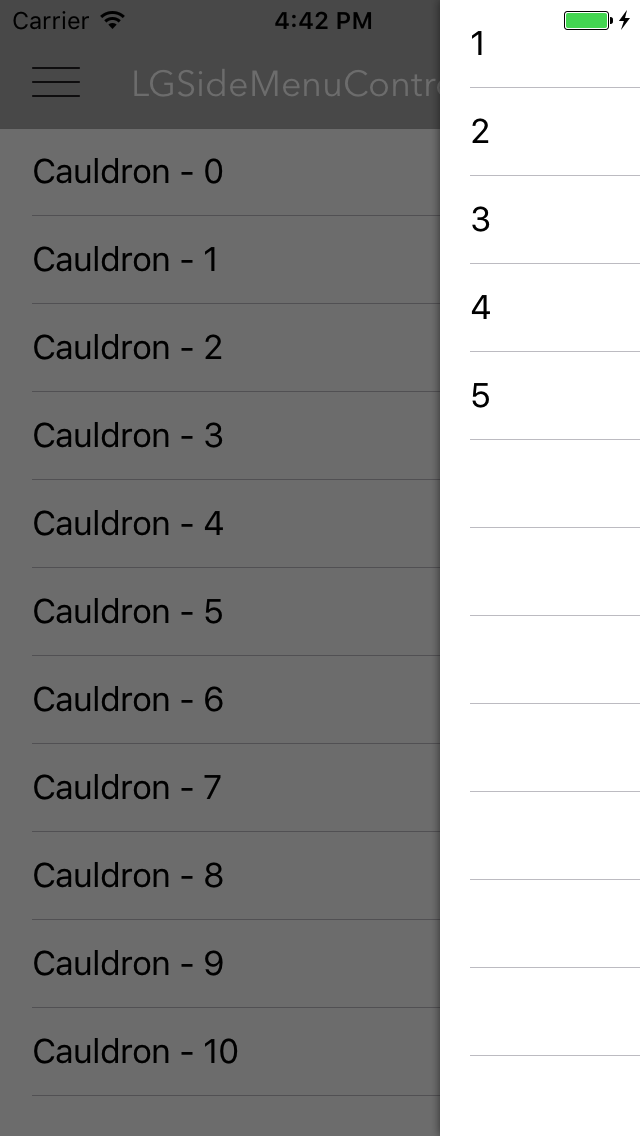 Carrier 4:42 PM
LGSideMenuContr
Cauldron - 0
Cauldron - 1
Cauldron - 2
Cauldron - 3
Cauldron - 4
Cauldron - 5
Cauldron - 6
Cauldron - 7
Cauldron - 8
Cauldron - 9
Cauldron - 10
1
2
3
4
5